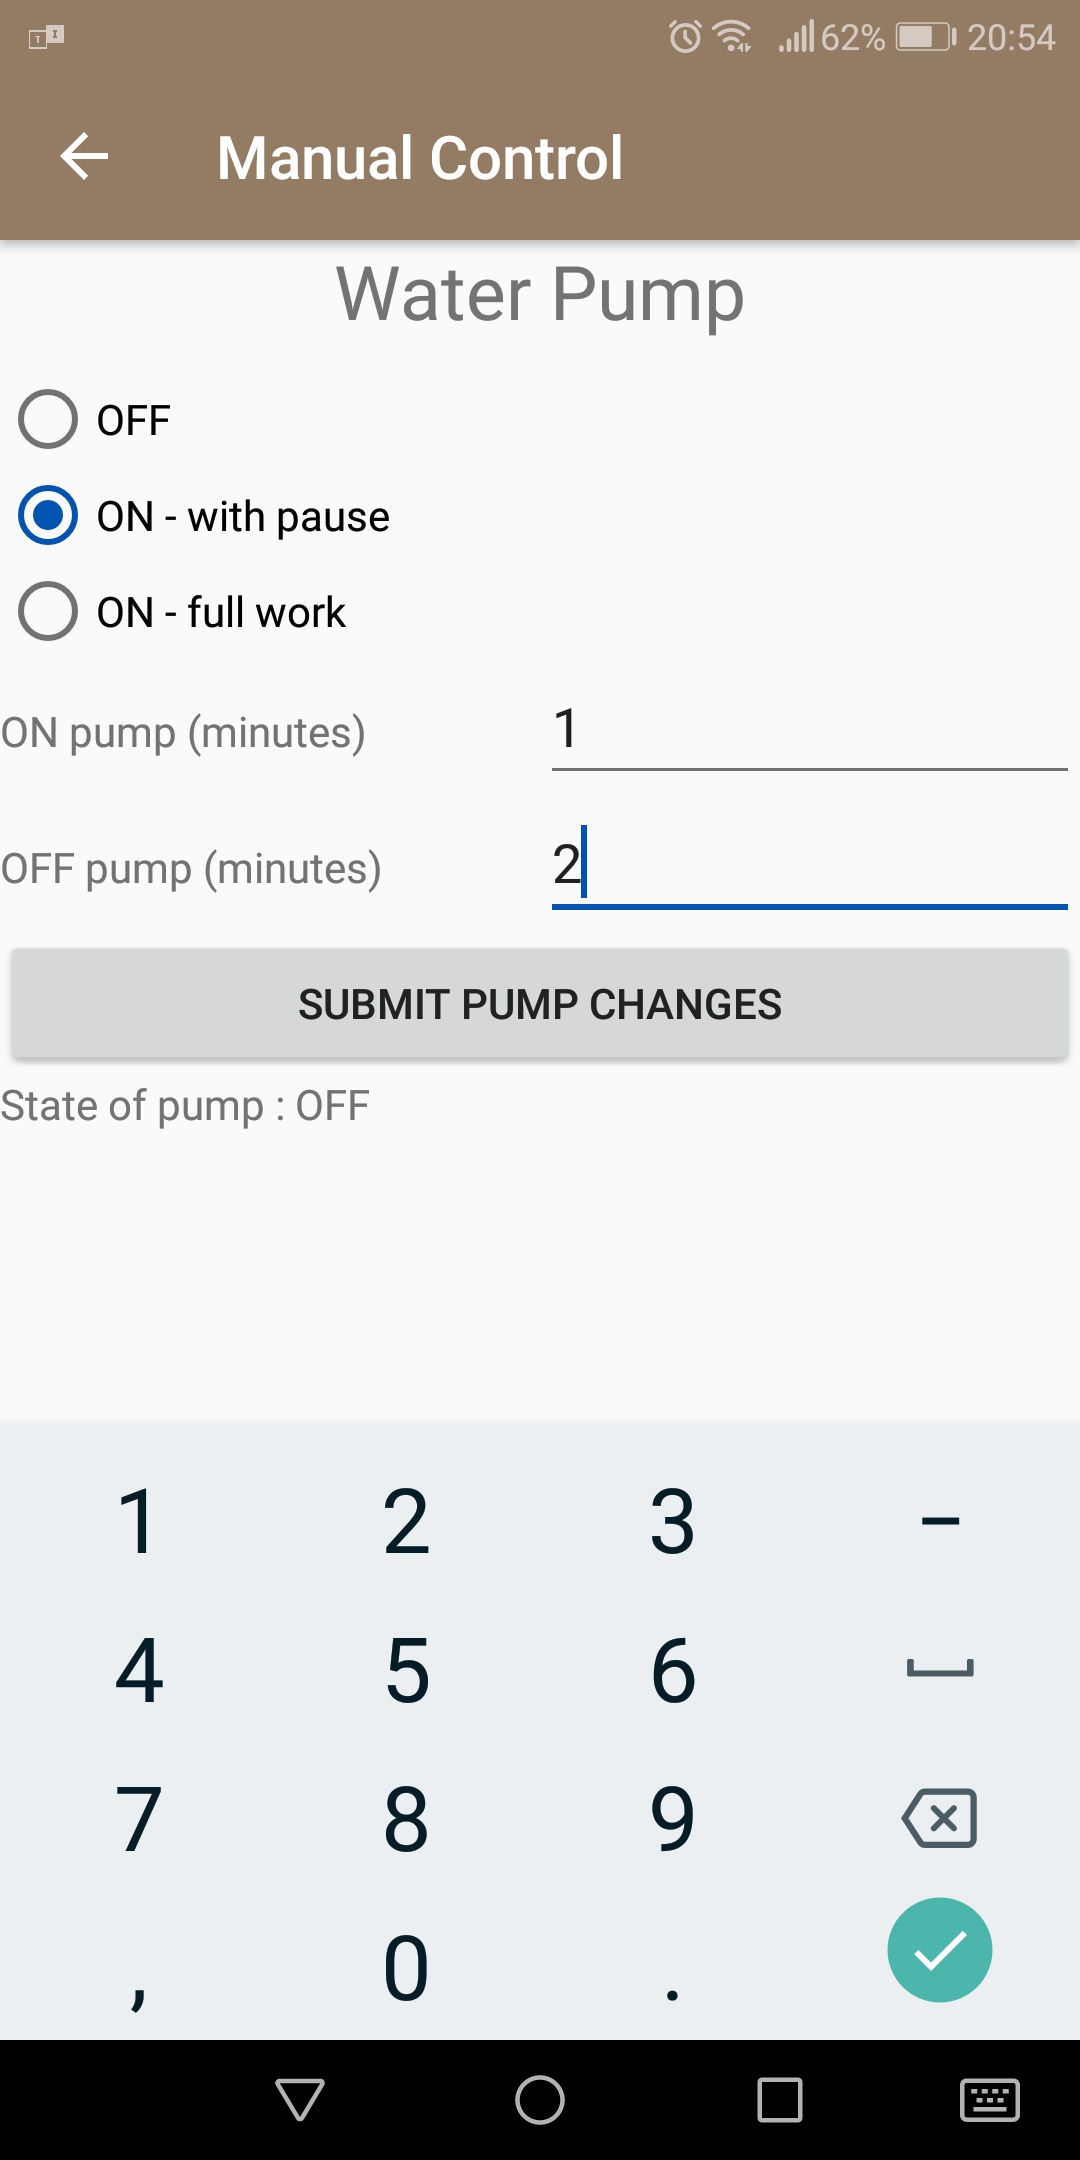 62% 20:54
Manual Control
Water Pump
OFF
ON - with pause
ON - full work
ON pump (minutes) 1
OFF pump (minutes) 2
SUBMIT PUMP CHANGES
State of pump : OFF
1 2 3 -
4 5 6
7 8 9
, 0 .